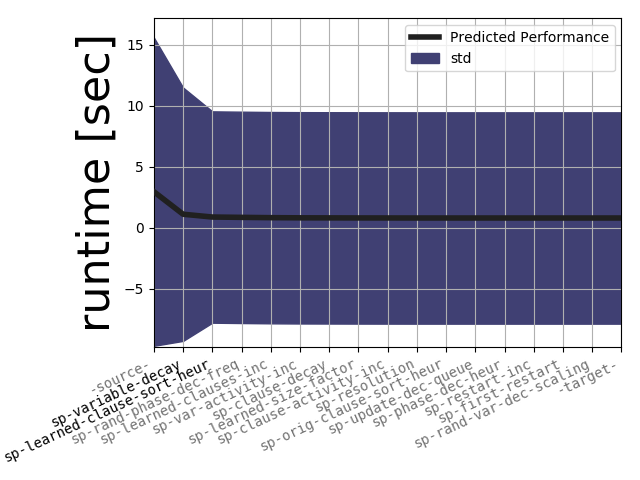 Predicted Performance
std
runtime [sec]
15
10
5
0
−5
-source-
sp-variable-decay
sp-learned-clause-sort-heur
sp-rand-phase-dec-freq
sp-learned-clauses-inc
sp-var-activity-inc
sp-clause-decay
sp-learned-size-factor
sp-clause-activity-inc
sp-resolution
sp-orig-clause-sort-heur
sp-update-dec-queue
sp-phase-dec-heur
sp-restart-inc
sp-first-restart
sp-rand-var-dec-scaling
-target-